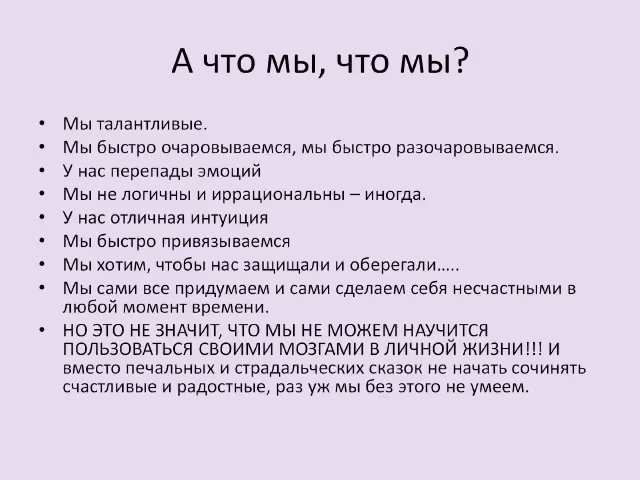 А что мы, что мы?
• Мы талантливые.
• Мы быстро очаровываемся, мы быстро разочаровываемся.
• У нас перепады эмоций
• Мы не логичны и иррациональны – иногда.
• У нас отличная интуиция
• Мы быстро привязываемся
• Мы хотим, чтобы нас защищали и оберегали…..
• Мы сами все придумаем и сами сделаем себя несчастными в
любой момент времени.
• НО ЭТО НЕ ЗНАЧИТ, ЧТО МЫ НЕ МОЖЕМ НАУЧИТСЯ
ПОЛЬЗОВАТЬСЯ СВОИМИ МОЗГАМИ В ЛИЧНОЙ ЖИЗНИ!!! И
вместо печальных и страдальческих сказок не начать сочинять
счастливые и радостные, раз уж мы без этого не умеем.